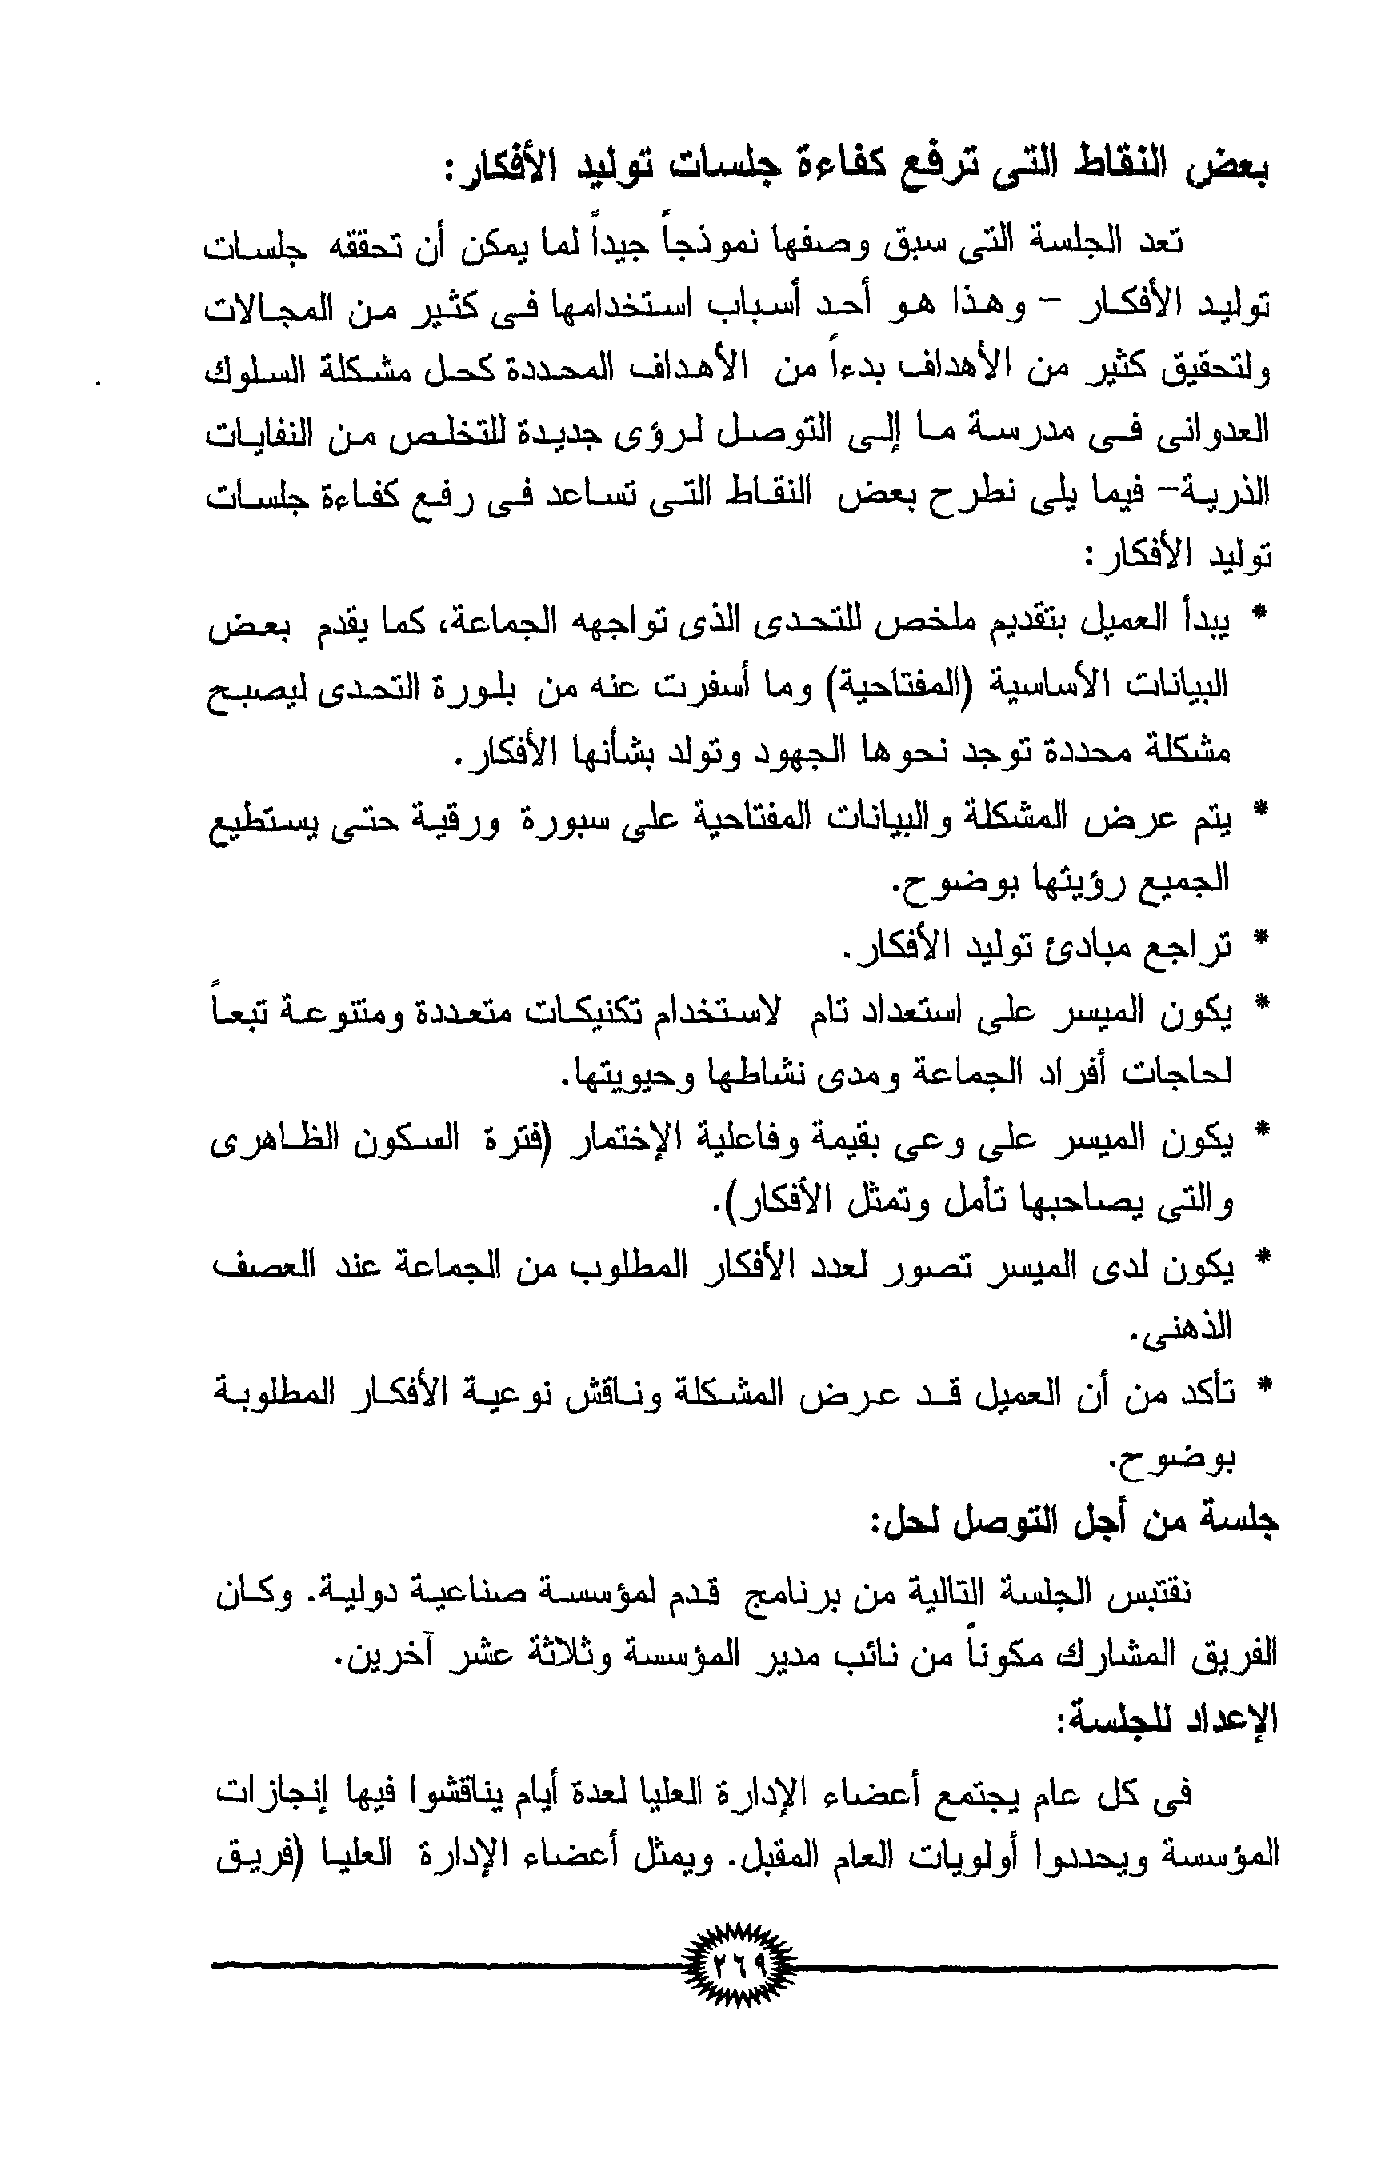 بعض النقاط التى ترفع كفاءة جلسات توليد الأفكار:
تعد الجلسة التى سبق وصفها نموذجاً جيداً لما يمكن أن تحققه جلسات
توليد الأفكار - وهذا هو أحد أسباب استخدامها فى كثير من المجالات
ولتحقيق كثير من الأهداف بدءاً من الأهداف المحددة كحل مشكلة السلوك
العدوانى فى مدرسة ما إلى التوصل لرؤى جديدة للتخلص من النفايات
الذرية- فيما يلى نطرح بعض النقاط التى تساعد فى رفع كفاءة جلسات
توليد الأفكار:
* يبدأ العميل بتقديم ملخص للتحدى الذى تواجهه الجماعة، كما يقدم بعض
البيانات الأساسية (المفتاحية) وما أسفرت عنه من بلورة التحدى ليصبح
مشكلة محددة توجد نحوها الجهود وتولد بشأنها الأفكار.
* يتم عرض المشكلة والبيانات المفتاحية على سبورة ورقية حتى يستطيع
الجميع رؤيتها بوضوح.
* تراجع مبادئ توليد الأفكار.
* يكون الميسر على استعداد تام لاستخدام تكنيكات متعددة ومتنوعة تبعاً
لحاجات أفراد الجماعة ومدى نشاطها وحيويتها.
* يكون الميسر على وعى بقيمة وفاعلية الإختمار (فترة السكون الظاهرى
والتى يصاحبها تأمل وتمثل الأفكار).
* يكون لدى الميسر تصور لعدد الأفكار المطلوب من الجماعة عند العصف
الذهنى.
* تأكد من أن العميل قد عرض المشكلة وناقش نوعية الأفكار المطلوبة
بوضوح.
جلسة من أجل التوصل لحل:
نقتبس الجلسة التالية من برنامج قدم لمؤسسة صناعية دولية. وكان
الفريق المشارك مكوناً من نائب مدير المؤسسة وثلاثة عشر آخرين.
الإعداد للجلسة:
فى كل عام يجتمع أعضاء الإدارة العليا لعدة أيام يناقشوا فيها إنجازات
المؤسسة ويحددوا أولويات العام المقبل. ويمثل أعضاء الإدارة العليا (فريق
٢٦٩